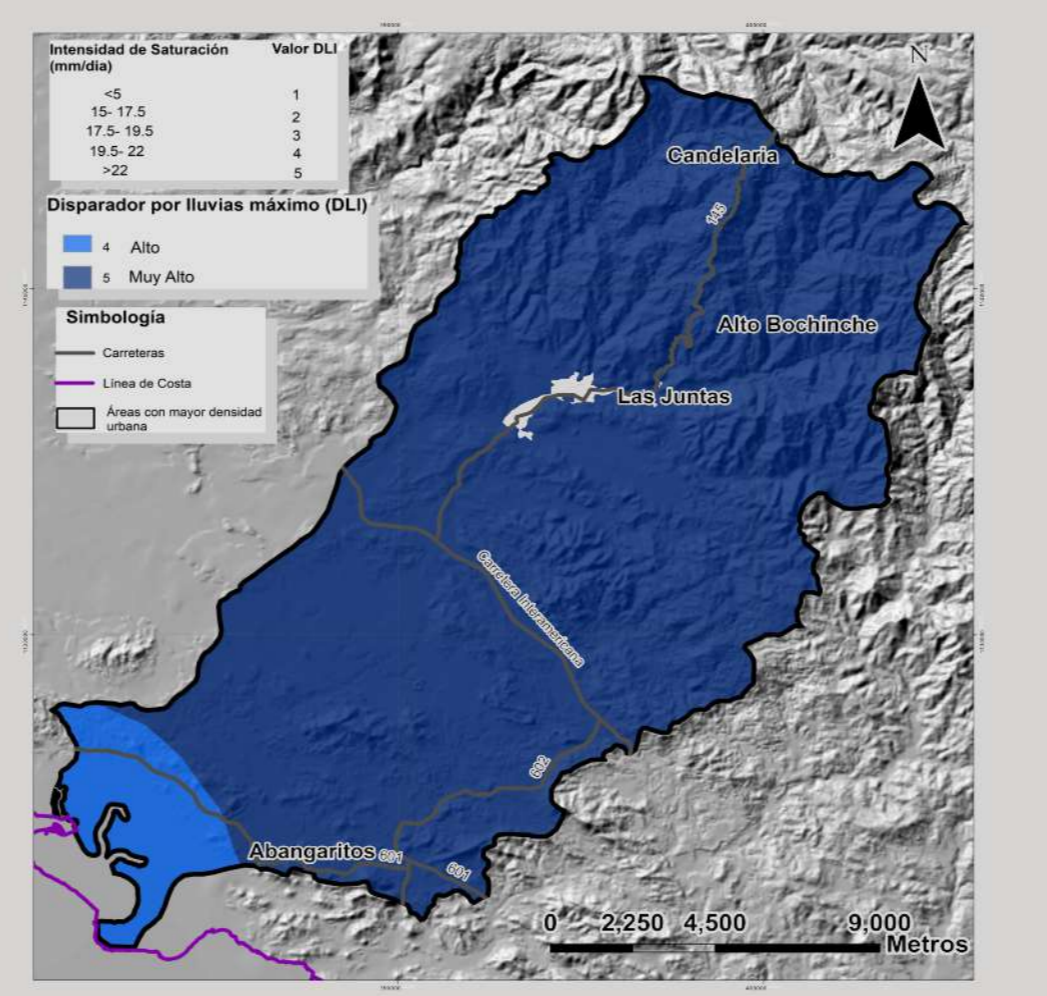 Intensidad de Saturación Valor DLI
(mm/dia)
<5 1
15- 17.5 2
17.5- 19.5 3
19.5- 22 4
>22 5
Disparador por lluvias máximo (DLI)
4 Alto
5 Muy Alto
Simbología
Carreteras
Línea de Costa
Áreas con mayor densidad
urbana
N
Candelaria
145
Alto Bochinche
Las Juntas
Carretera Interamericana
602
Abangaritos 601
601
0 2,250 4,500 9,000
Metros